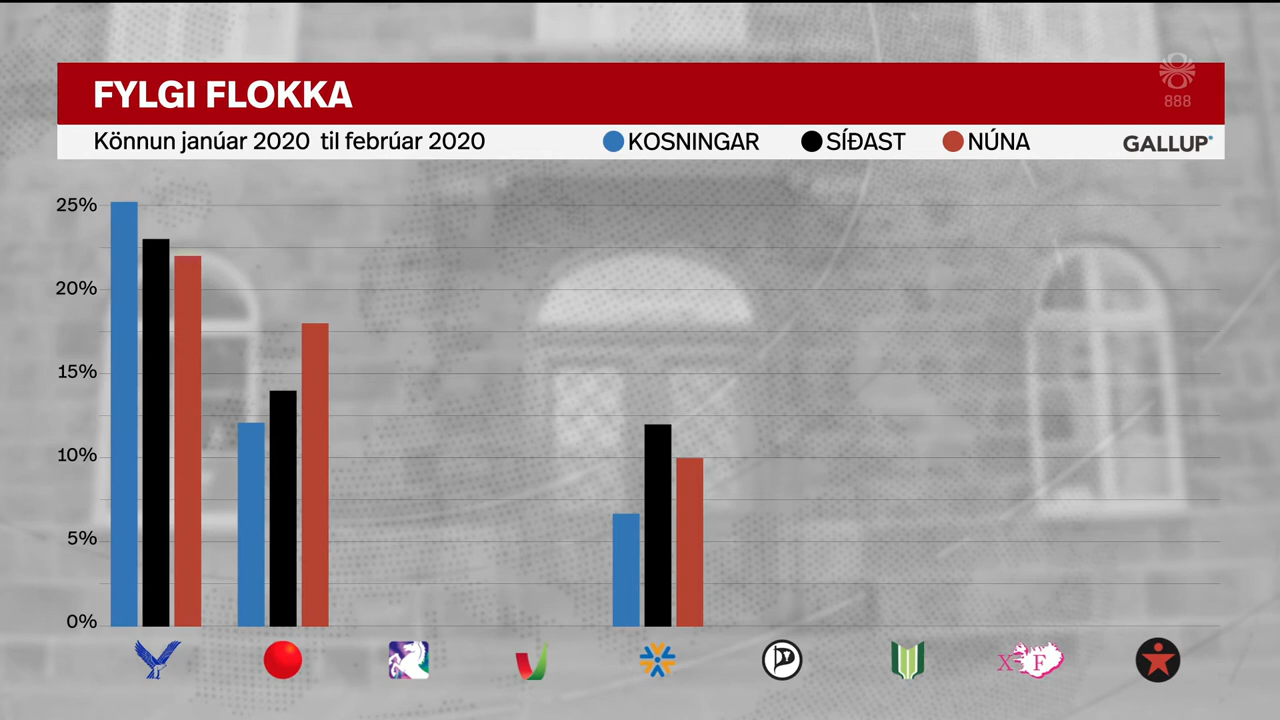 FYLGI FLOKKA
888
Könnun janúar 2020 til febrúar 2020
KOSNINGAR
SÍÐAST
NÚNA
GALLUP
25%
20%
15%
10%
5%
0%
X F